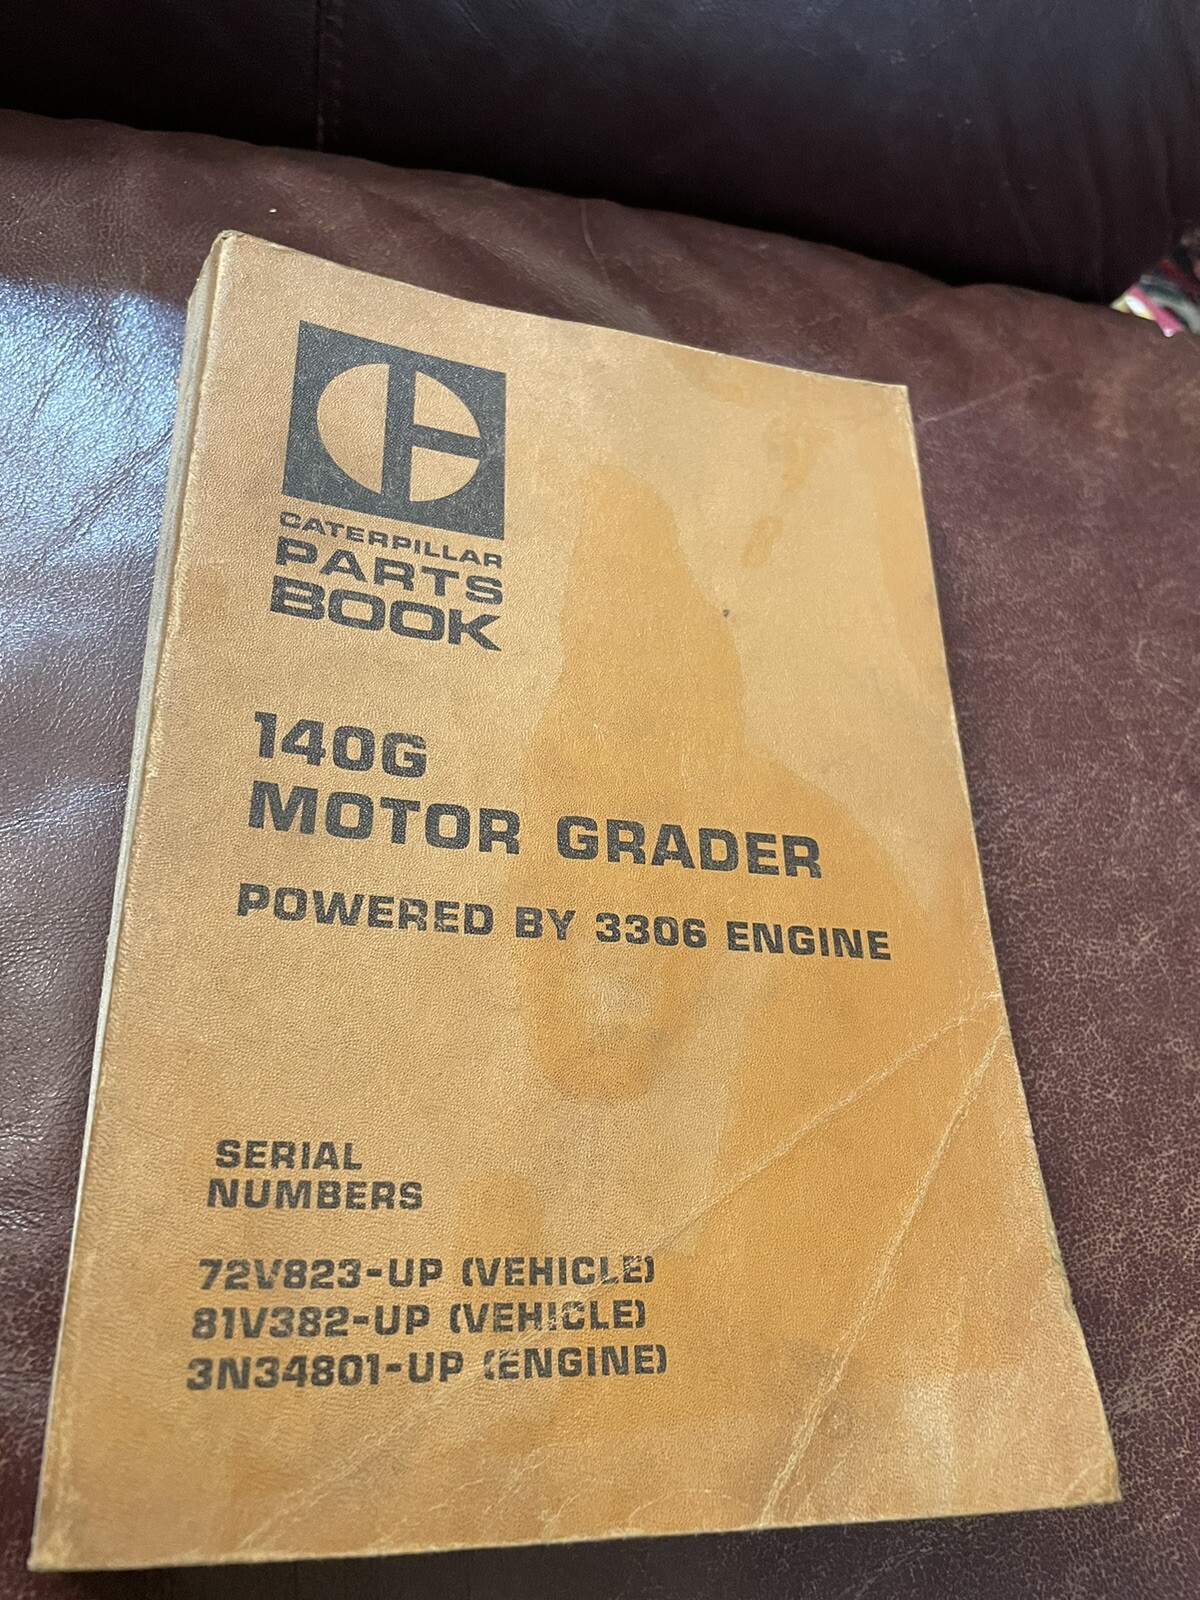 CATERPILLAR
PARTS
BOOK
140G
MOTOR GRADER
POWERED BY 3306 ENGINE
SERIAL
NUMBERS
72V823-UP (VEHICLE)
81V382-UP (VEHICLE)
3N34801-UP (ENGINE)